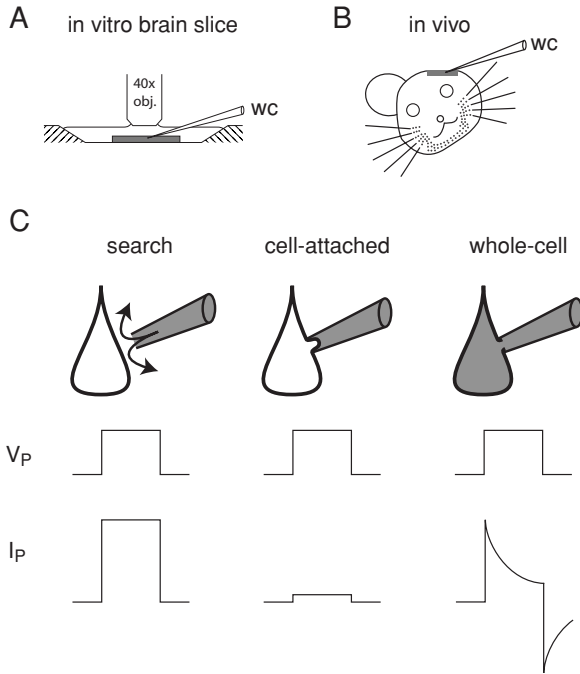 A
in vitro brain slice
40x
obj.
WC
B
in vivo
WC
C
search
cell-attached
whole-cell
VP
IP